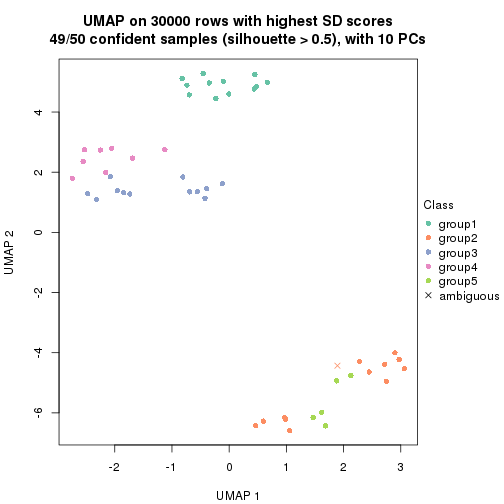 UMAP on 30000 rows with highest SD scores
49/50 confident samples (silhouette > 0.5), with 10 PCs
4
2
0
-2
-4
-6
UMAP 2
-2
-1
0
1
2
3
UMAP 1
Class
group1
group2
group3
group4
group5
ambiguous